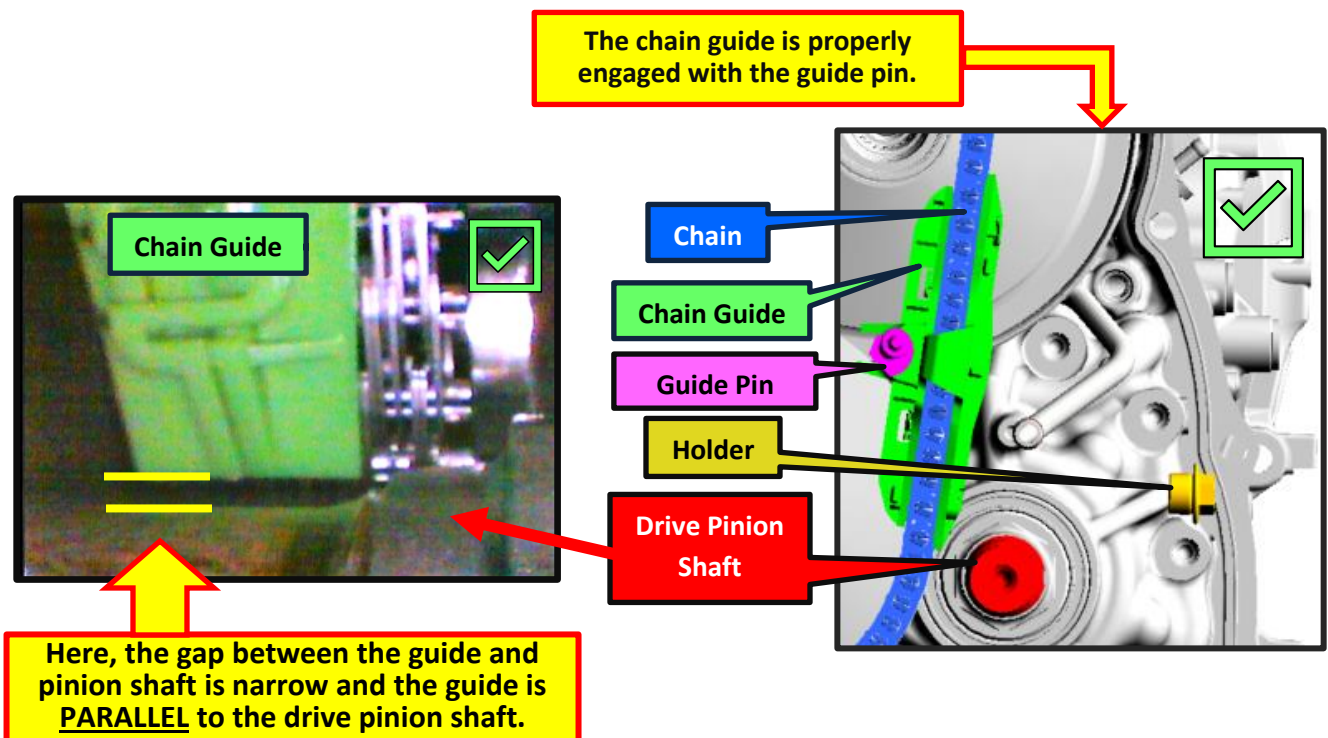 The chain guide is properly
engaged with the guide pin.
Chain Guide
Chain
Chain Guide
Guide Pin
Holder
Drive Pinion
Shaft
Here, the gap between the guide and
pinion shaft is narrow and the guide is
PARALLEL to the drive pinion shaft.